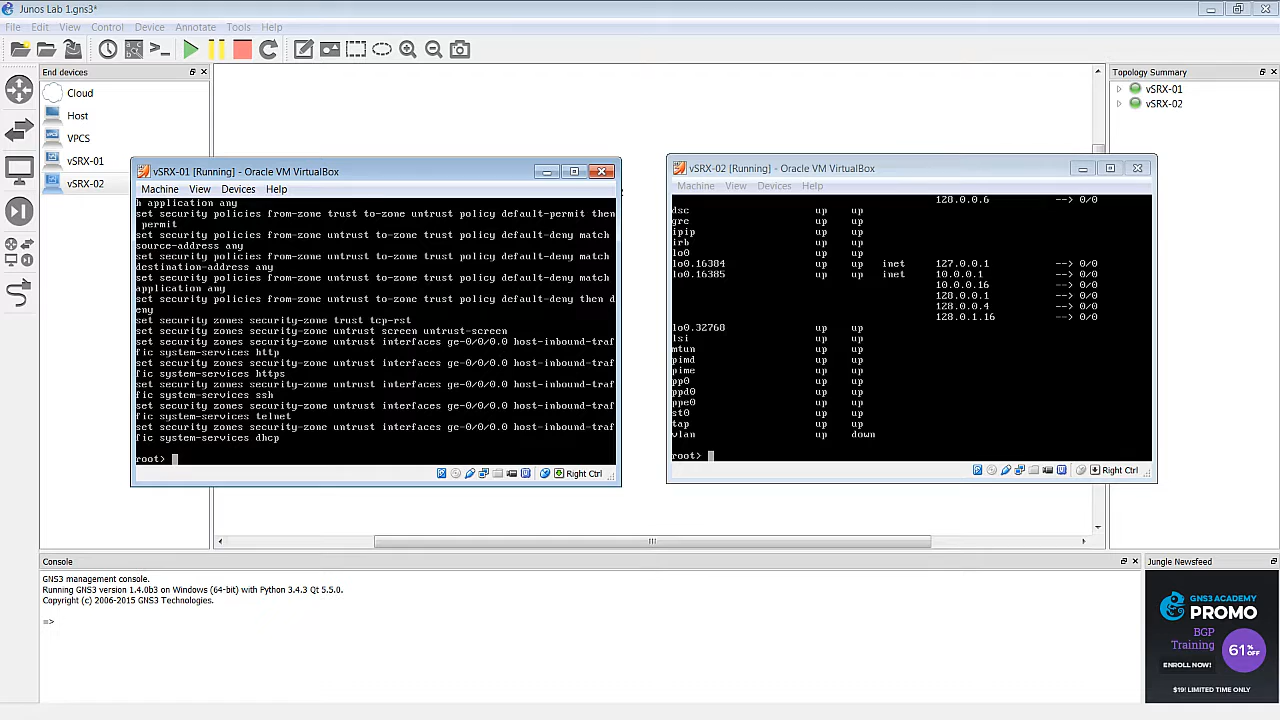 Junos Lab 1.gns3*
File Edit View Control Device Annotate Tools Help
End devices
Cloud
Host
VPCS
vSRX-01
vSRX-02
Topology Summary
vSRX-01
vSRX-02
vSRX-01 [Running] - Oracle VM VirtualBox
Machine View Devices Help
h application any
set security policies from-zone trust to-zone untrust policy default-permit then
permit
set security policies from-zone untrust to-zone trust policy default-deny match
source-address any
set security policies from-zone untrust to-zone trust policy default-deny match
destination-address any
set security policies from-zone untrust to-zone trust policy default-deny match
application any
set security policies from-zone untrust to-zone trust policy default-deny then d
eny
set security zones security-zone trust tcp-rst
set security zones security-zone untrust screen untrust-screen
set security zones security-zone untrust interfaces ge-0/0/0.0 host-inbound-traf
fic system-services http
set security zones security-zone untrust interfaces ge-0/0/0.0 host-inbound-traf
fic system-services https
set security zones security-zone untrust interfaces ge-0/0/0.0 host-inbound-traf
fic system-services ssh
set security zones security-zone untrust interfaces ge-0/0/0.0 host-inbound-traf
fic system-services telnet
set security zones security-zone untrust interfaces ge-0/0/0.0 host-inbound-traf
fic system-services dhcp
root>
Right Ctrl
vSRX-02 [Running] - Oracle VM VirtualBox
Machine View Devices Help
128.0.0.6 --> 0/0
dsc up up
gre up up
ipip up up
irb up up
lo0 up up
lo0.16384 up up inet 127.0.0.1 --> 0/0
lo0.16385 up up inet 10.0.0.1 --> 0/0
10.0.0.16 --> 0/0
128.0.0.1 --> 0/0
128.0.0.4 --> 0/0
128.0.1.16 --> 0/0
lo0.32768 up up
lsi up up
mtun up up
pimd up up
pime up up
pp0 up up
ppd0 up up
ppe0 up up
st0 up up
tap up up
vlan up down
root>
Right Ctrl
Console
GNS3 management console.
Running GNS3 version 1.4.0b3 on Windows (64-bit) with Python 3.4.3 Qt 5.5.0.
Copyright (c) 2006-2015 GNS3 Technologies.
=>
Jungle Newsfeed
GNS3 ACADEMY
PROMO
BGP
Training
61%
OFF
ENROLL NOW!
$19! LIMITED TIME ONLY